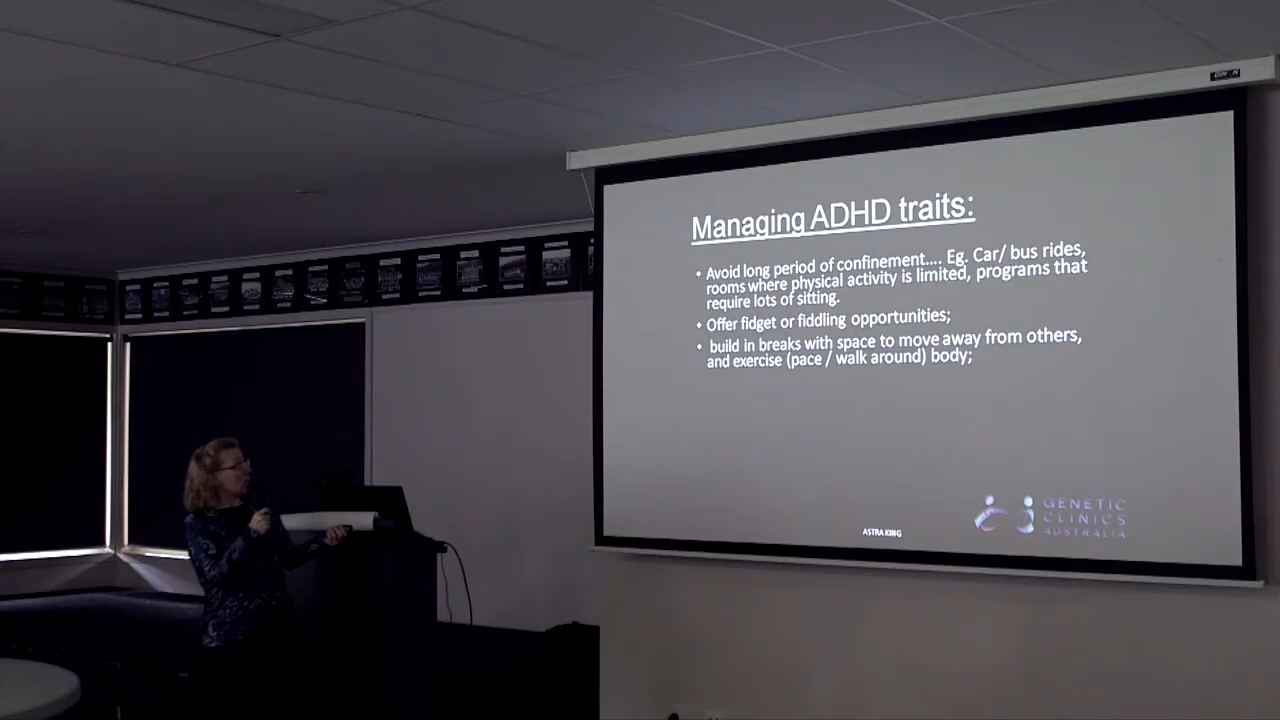 Managing ADHD traits:
• Avoid long period of confinement.... Eg. Car/ bus rides,
rooms where physical activity is limited, programs that
require lots of sitting.
• Offer fidget or fiddling opportunities;
• build in breaks with space to move away from others,
and exercise (pace / walk around) body;
ASTRA KING
GENETIC
CLINICS
AUSTRALIA